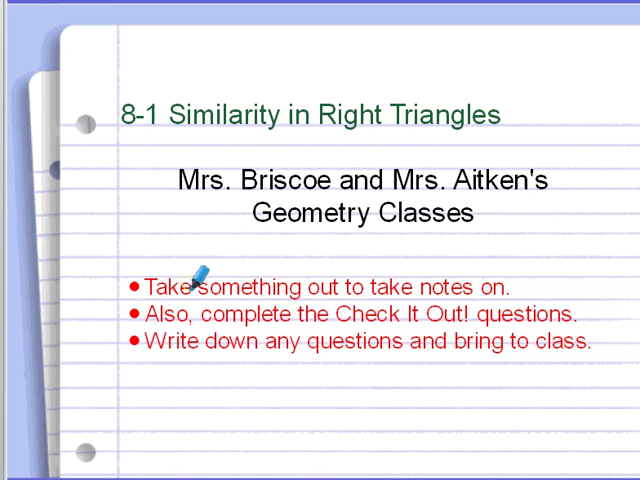 8-1 Similarity in Right Triangles
Mrs. Briscoe and Mrs. Aitken's
Geometry Classes
• Take something out to take notes on.
• Also, complete the Check It Out! questions.
• Write down any questions and bring to class.